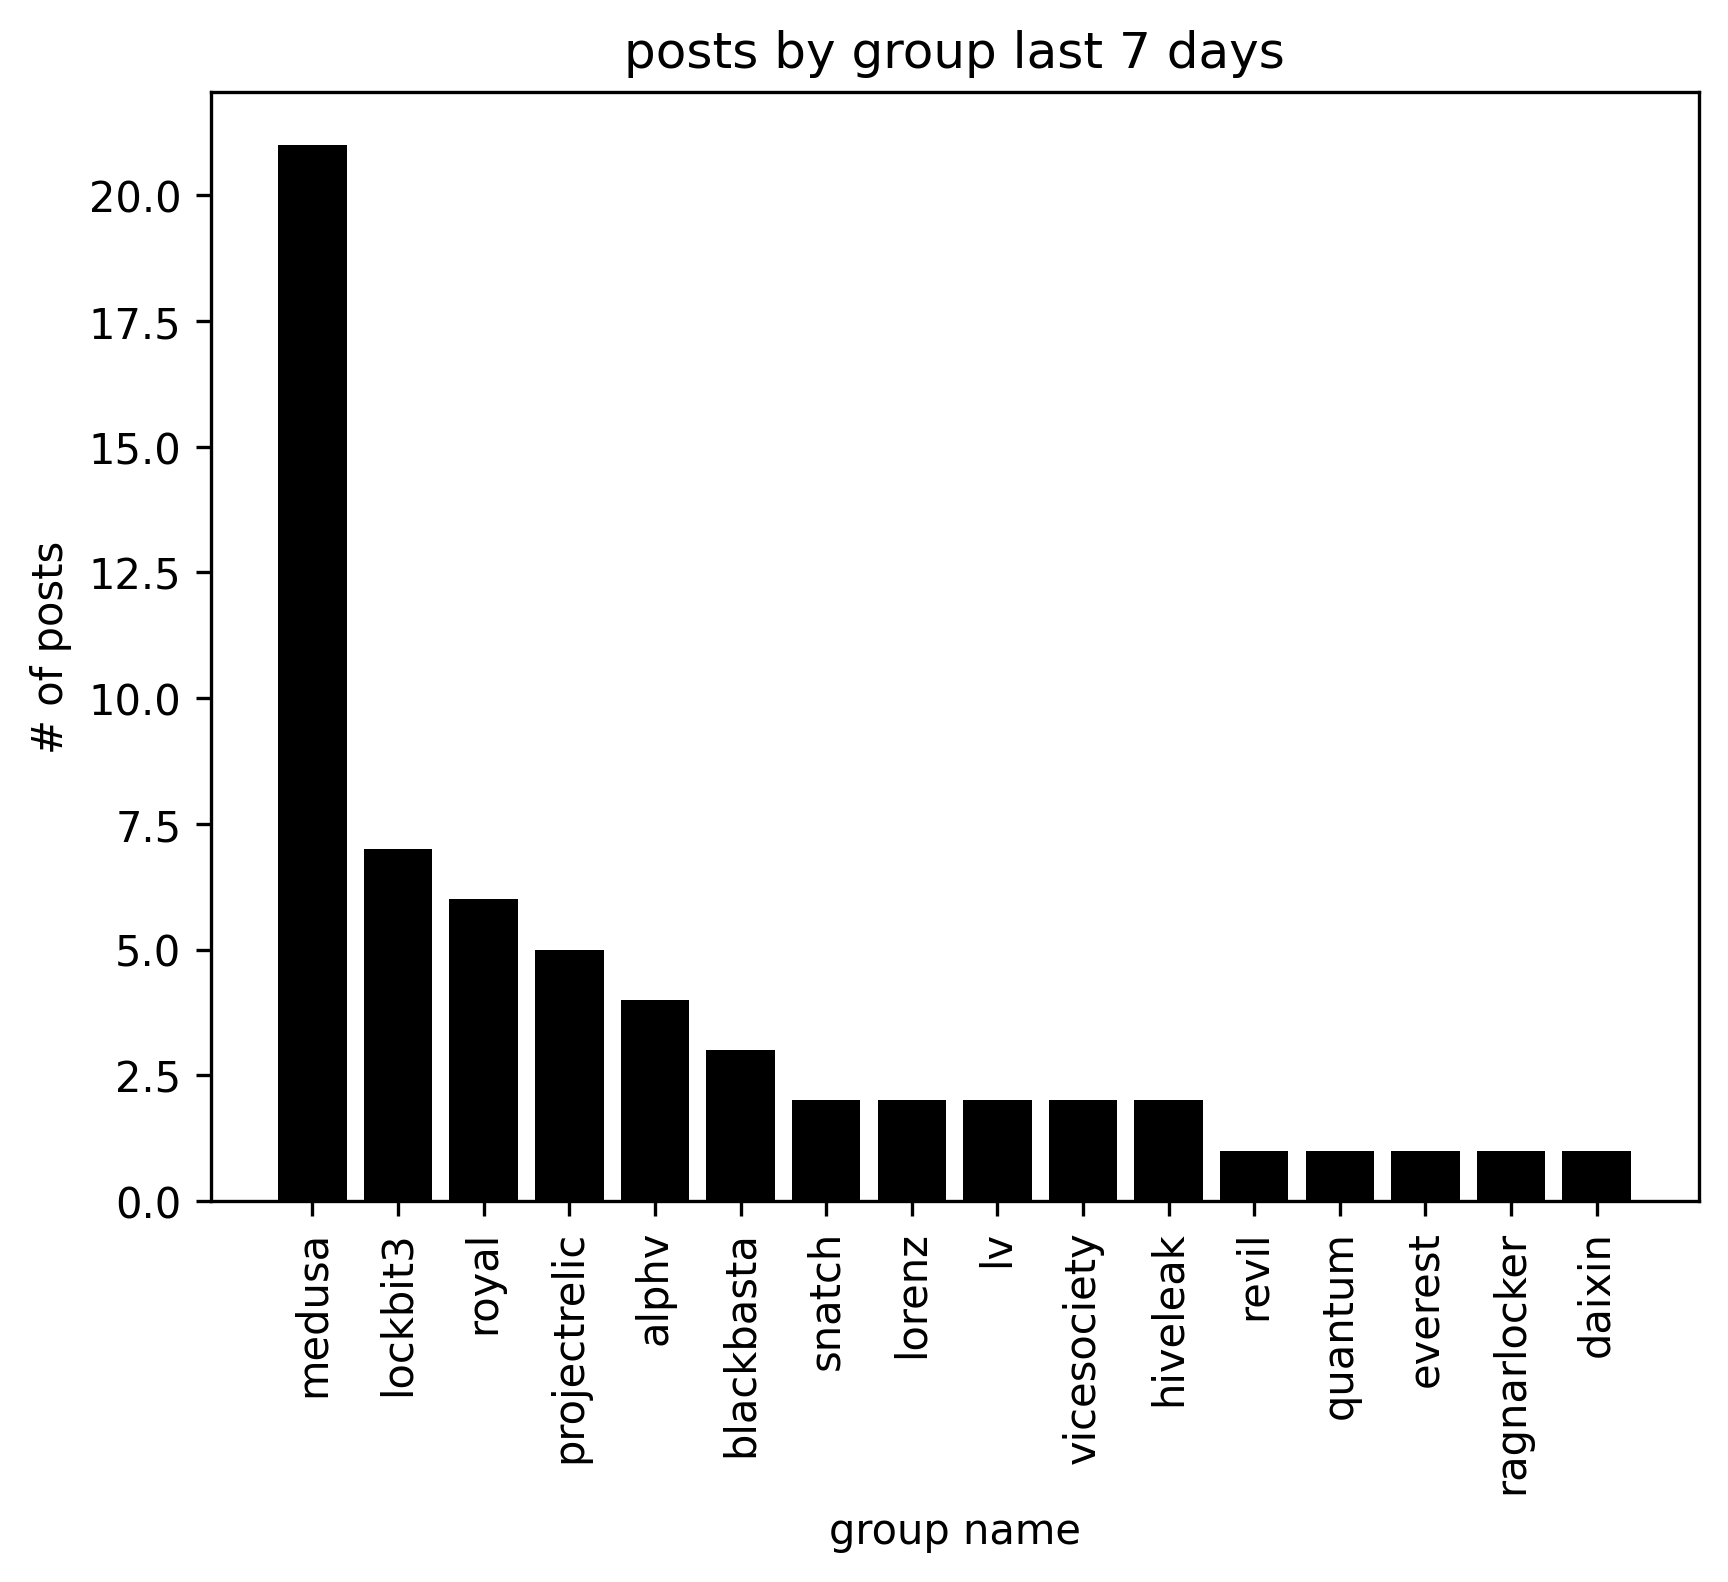 posts by group last 7 days
# of posts
20.0
17.5
15.0
12.5
10.0
7.5
5.0
2.5
0.0
medusa
lockbit3
royal
projectrelic
alphv
blackbasta
snatch
lorenz
lv
vicesociety
hiveleak
revil
quantum
everest
ragnarlocker
daixin
group name